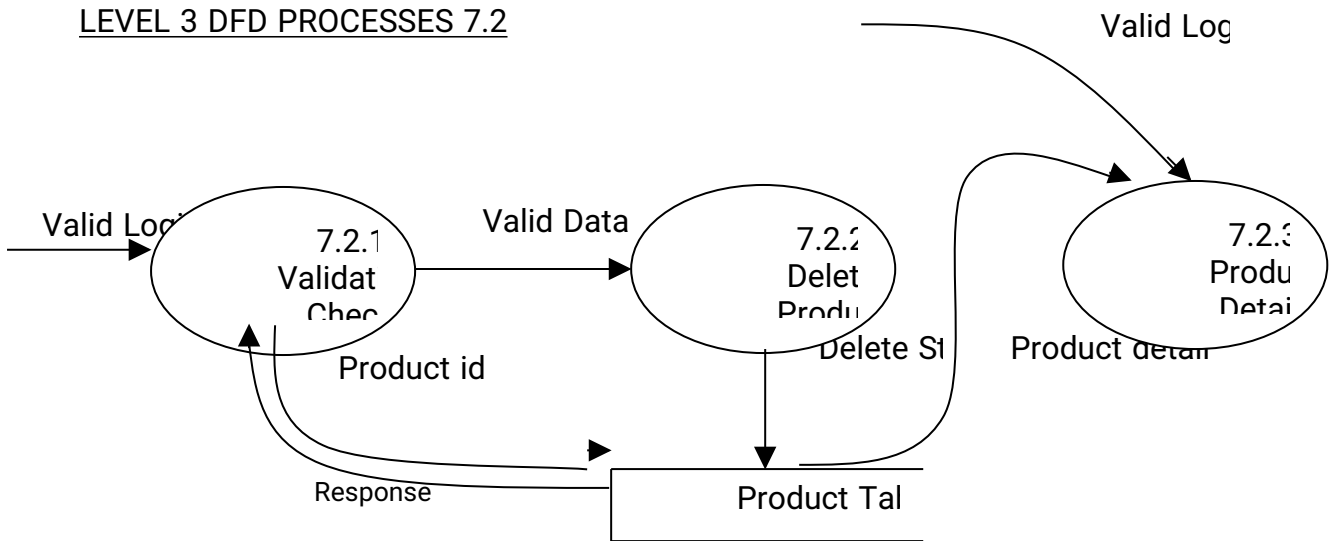 LEVEL 3 DFD PROCESSES 7.2
Valid Log
Valid Logi
7.2.1
Validat
Chec
Valid Data
7.2.2
Delet
Produ
7.2.3
Produ
Detai
Product id
Delete St
Product detail
Response
Product Tal